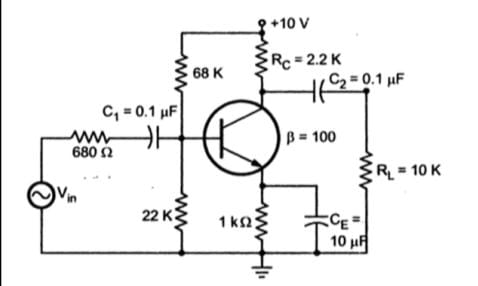 +10 V
R_C = 2.2 K
68 K
C_2 = 0.1 μF
C_1 = 0.1 μF
β = 100
680 Ω
R_L = 10 K
V_in
22 K
1 kΩ
C_E =
10 μF